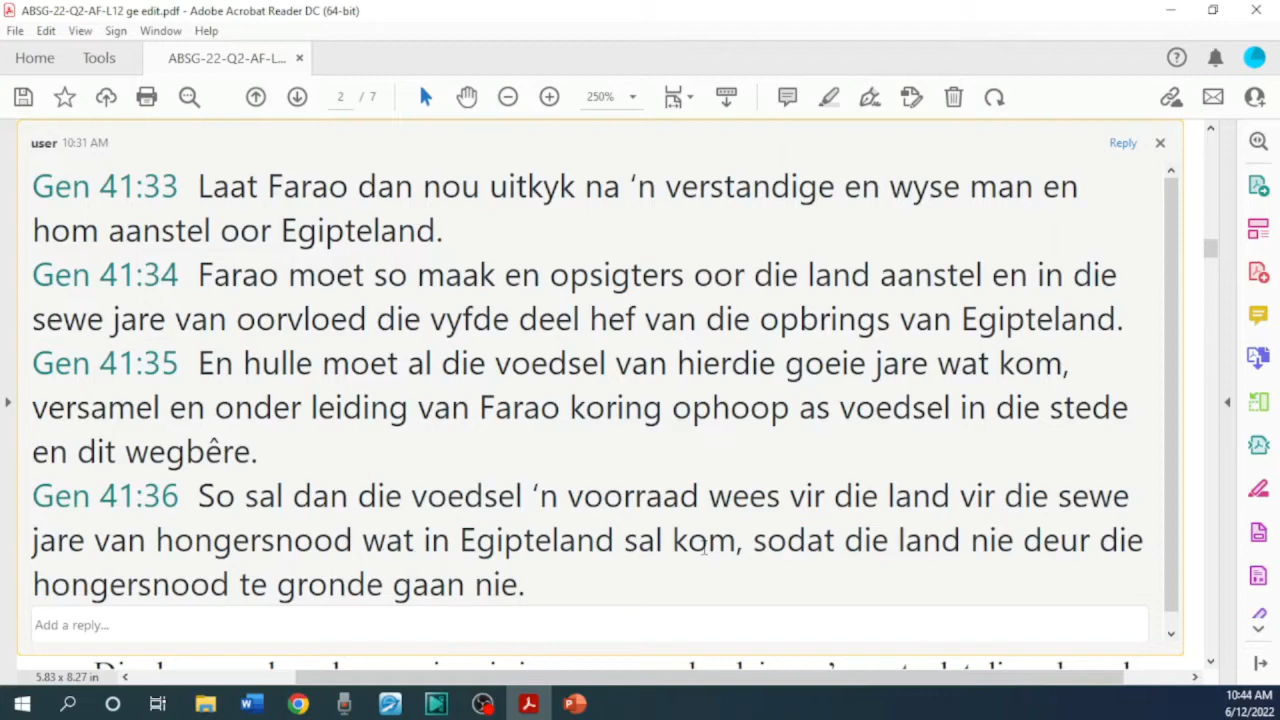 ABSG-22-Q2-AF-L12 ge edit.pdf - Adobe Acrobat Reader DC (64-bit)
File Edit View Sign Window Help
Home Tools ABSG-22-Q2-AF-L... ×
2 / 7 250%
user 10:31 AM Reply
Gen 41:33 Laat Farao dan nou uitkyk na ‘n verstandige en wyse man en
hom aanstel oor Egipteland.
Gen 41:34 Farao moet so maak en opsigters oor die land aanstel en in die
sewe jare van oorvloed die vyfde deel hef van die opbrings van Egipteland.
Gen 41:35 En hulle moet al die voedsel van hierdie goeie jare wat kom,
versamel en onder leiding van Farao koring ophoop as voedsel in die stede
en dit wegbêre.
Gen 41:36 So sal dan die voedsel ‘n voorraad wees vir die land vir die sewe
jare van hongersnood wat in Egipteland sal kom, sodat die land nie deur die
hongersnood te gronde gaan nie.
Add a reply...
5.83 x 8.27 in
10:44 AM
6/12/2022